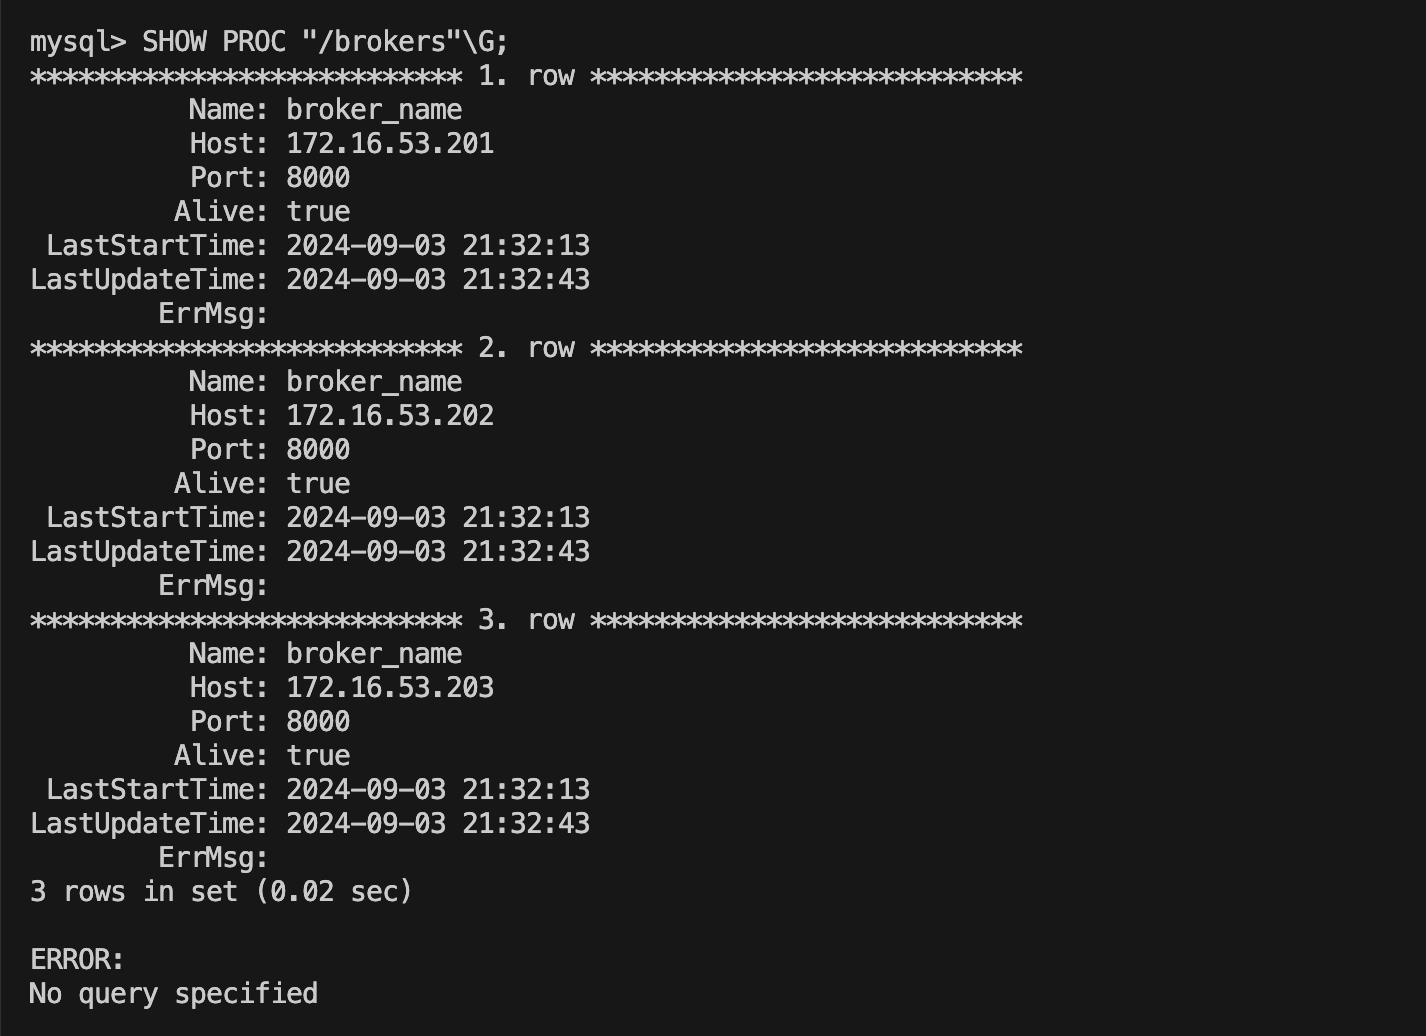 mysql> SHOW PROC "/brokers"\G;
*************************** 1. row ***************************
          Name: broker_name
          Host: 172.16.53.201
          Port: 8000
         Alive: true
 LastStartTime: 2024-09-03 21:32:13
LastUpdateTime: 2024-09-03 21:32:43
        ErrMsg:
*************************** 2. row ***************************
          Name: broker_name
          Host: 172.16.53.202
          Port: 8000
         Alive: true
 LastStartTime: 2024-09-03 21:32:13
LastUpdateTime: 2024-09-03 21:32:43
        ErrMsg:
*************************** 3. row ***************************
          Name: broker_name
          Host: 172.16.53.203
          Port: 8000
         Alive: true
 LastStartTime: 2024-09-03 21:32:13
LastUpdateTime: 2024-09-03 21:32:43
        ErrMsg:
3 rows in set (0.02 sec)

ERROR:
No query specified